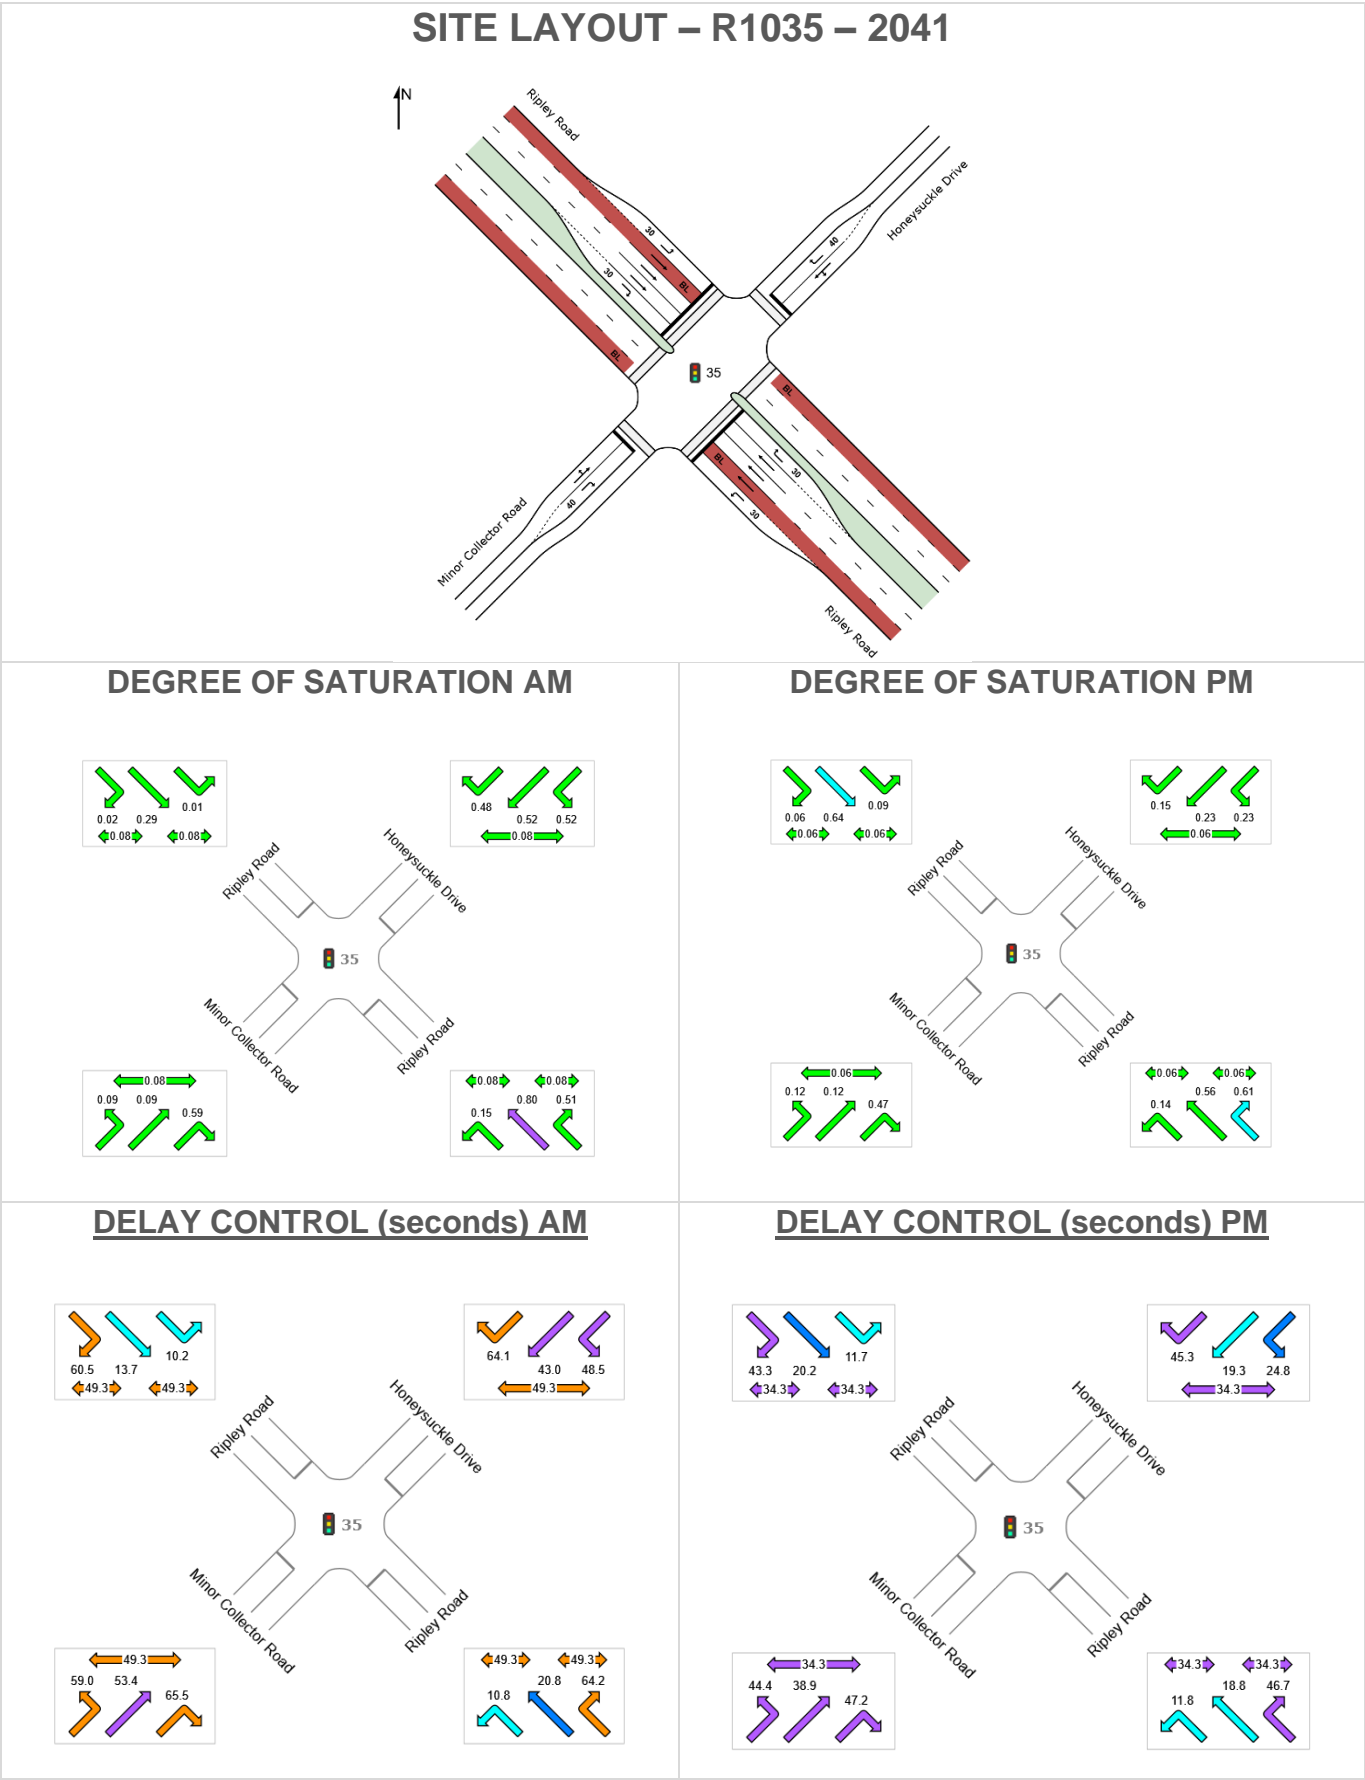 SITE LAYOUT – R1035 – 2041
N
Ripley Road
Honeysuckle Drive
30
40
30
BL
BL
35
BL
BL
30
40
30
Minor Collector Road
Ripley Road
DEGREE OF SATURATION AM
0.02 0.29 0.01
0.08 0.08
0.48 0.52 0.52
0.08
Ripley Road
Honeysuckle Drive
35
Minor Collector Road
Ripley Road
0.08
0.09 0.09 0.59
0.08 0.08
0.15 0.80 0.51
DEGREE OF SATURATION PM
0.06 0.64 0.09
0.06 0.06
0.15 0.23 0.23
0.06
Ripley Road
Honeysuckle Drive
35
Minor Collector Road
Ripley Road
0.06
0.12 0.12 0.47
0.06 0.06
0.14 0.56 0.61
DELAY CONTROL (seconds) AM
60.5 13.7 10.2
49.3 49.3
64.1 43.0 48.5
49.3
Ripley Road
Honeysuckle Drive
35
Minor Collector Road
Ripley Road
49.3
59.0 53.4 65.5
49.3 49.3
10.8 20.8 64.2
DELAY CONTROL (seconds) PM
43.3 20.2 11.7
34.3 34.3
45.3 19.3 24.8
34.3
Ripley Road
Honeysuckle Drive
35
Minor Collector Road
Ripley Road
34.3
44.4 38.9 47.2
34.3 34.3
11.8 18.8 46.7